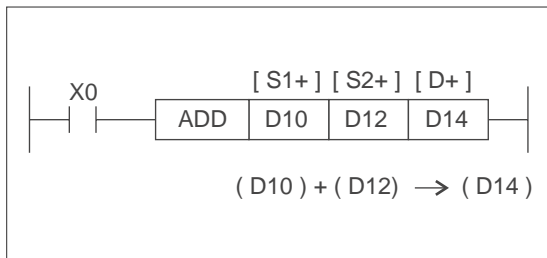 [ S1+ ] [ S2+ ] [ D+ ]
X0
ADD D10 D12 D14
( D10 ) + ( D12) → ( D14 )